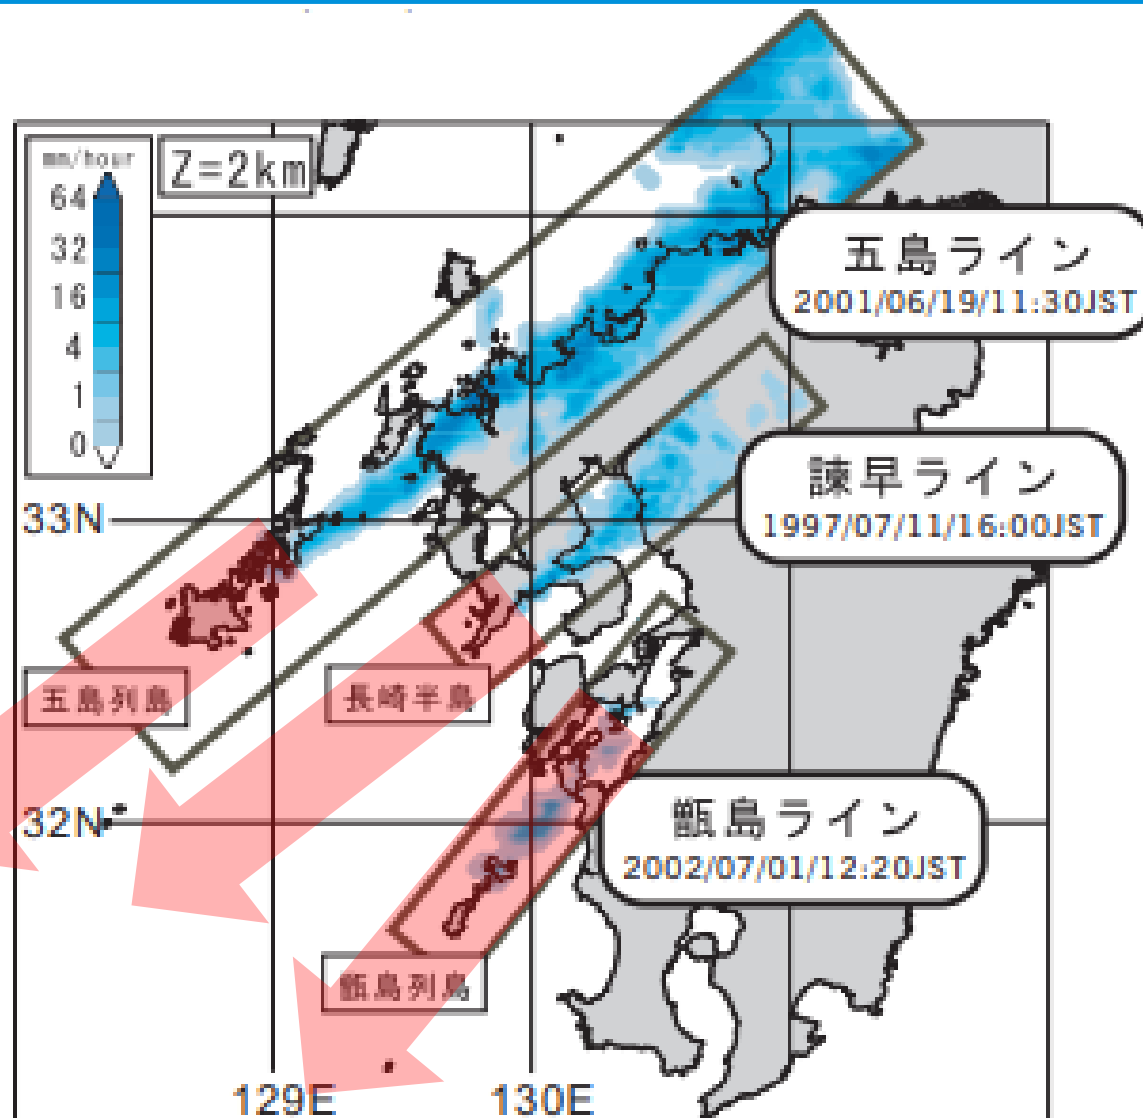 mm/hour
64
32
16
4
1
0
Z=2km
五島ライン
2001/06/19/11:30JST
諫早ライン
1997/07/11/16:00JST
33N
五島列島
長崎半島
32N
甑島ライン
2002/07/01/12:20JST
甑島列島
129E
130E